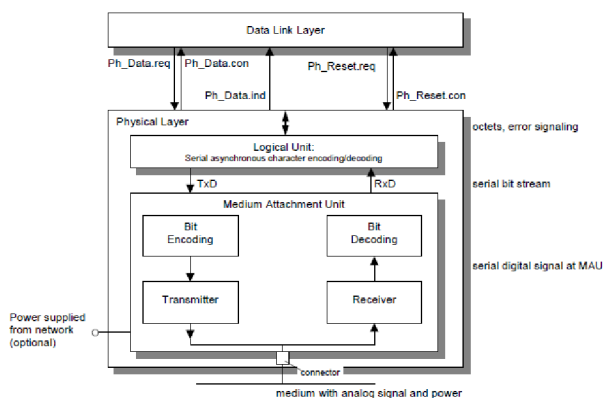 Data Link Layer
Ph_Data.req
Ph_Data.con
Ph_Reset.req
Ph_Data.ind
Ph_Reset.con
Physical Layer
octets, error signaling
Logical Unit:
Serial asynchronous character encoding/decoding
TxD
RxD
serial bit stream
Medium Attachment Unit
Bit
Encoding
Bit
Decoding
serial digital signal at MAU
Transmitter
Receiver
Power supplied
from network
(optional)
connector
medium with analog signal and power